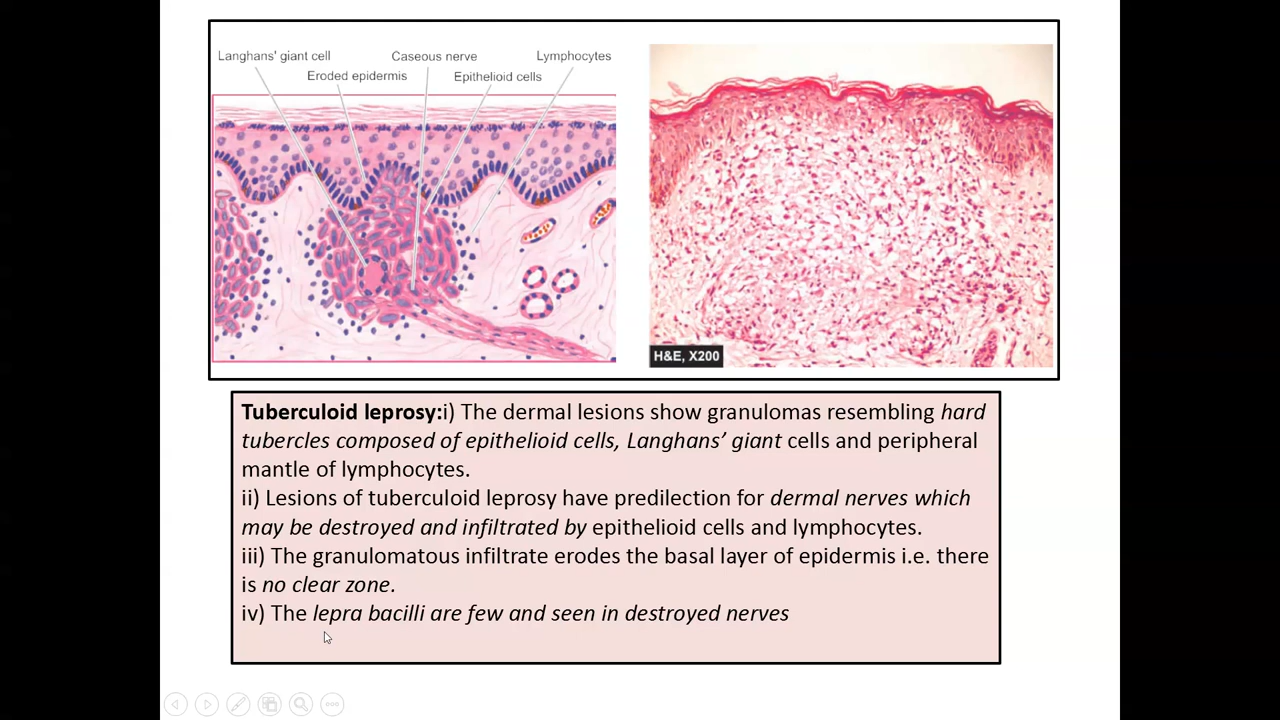 Langhans' giant cell Caseous nerve Lymphocytes
Eroded epidermis Epithelioid cells
H&E, X200
Tuberculoid leprosy:i) The dermal lesions show granulomas resembling hard
tubercles composed of epithelioid cells, Langhans’ giant cells and peripheral
mantle of lymphocytes.
ii) Lesions of tuberculoid leprosy have predilection for dermal nerves which
may be destroyed and infiltrated by epithelioid cells and lymphocytes.
iii) The granulomatous infiltrate erodes the basal layer of epidermis i.e. there
is no clear zone.
iv) The lepra bacilli are few and seen in destroyed nerves